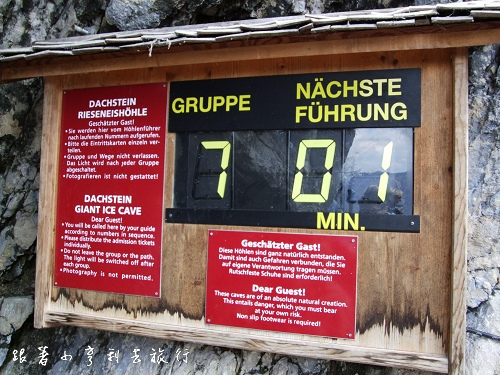 DACHSTEIN
RIESENEISHÖHLE
Geschätzter Gast!
• Sie werden hier vom Höhlenführer
nach laufenden Nummern aufgerufen.
• Bitte die Eintrittskarten einzeln ver-
teilen.
• Gruppe und Wege nicht verlassen.
Das Licht wird nach jeder Gruppe
abgeschaltet.
• Fotografieren ist nicht gestattet!
DACHSTEIN
GIANT ICE CAVE
Dear Guest!
• You will be called here by your guide
according to numbers in sequence.
• Please distribute the admission tickets
individually.
• Do not leave the group or the path.
The light will be switched off after
each group.
• Photography is not permitted.
GRUPPE
NÄCHSTE
FÜHRUNG
7 01
MIN.
Geschätzter Gast!
Diese Höhlen sind ganz natürlich entstanden.
Damit sind auch Gefahren verbunden, die Sie
auf eigene Verantwortung tragen müssen.
Rutschfeste Schuhe sind erforderlich!
Dear Guest!
These caves are of an absolute natural creation.
This entails danger, which you must bear
at your own risk.
Non slip footwear is required!
跟著小亨利去旅行